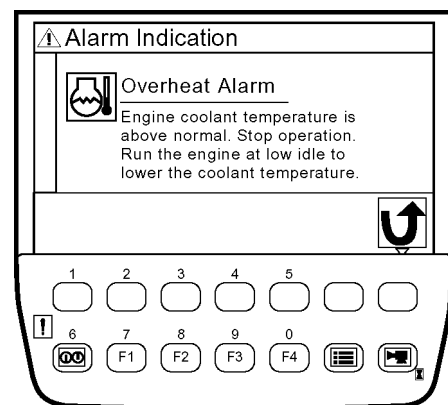 Alarm Indication
Overheat Alarm
Engine coolant temperature is
above normal. Stop operation.
Run the engine at low idle to
lower the coolant temperature.
1 2 3 4 5
6 7 8 9 0
F1 F2 F3 F4